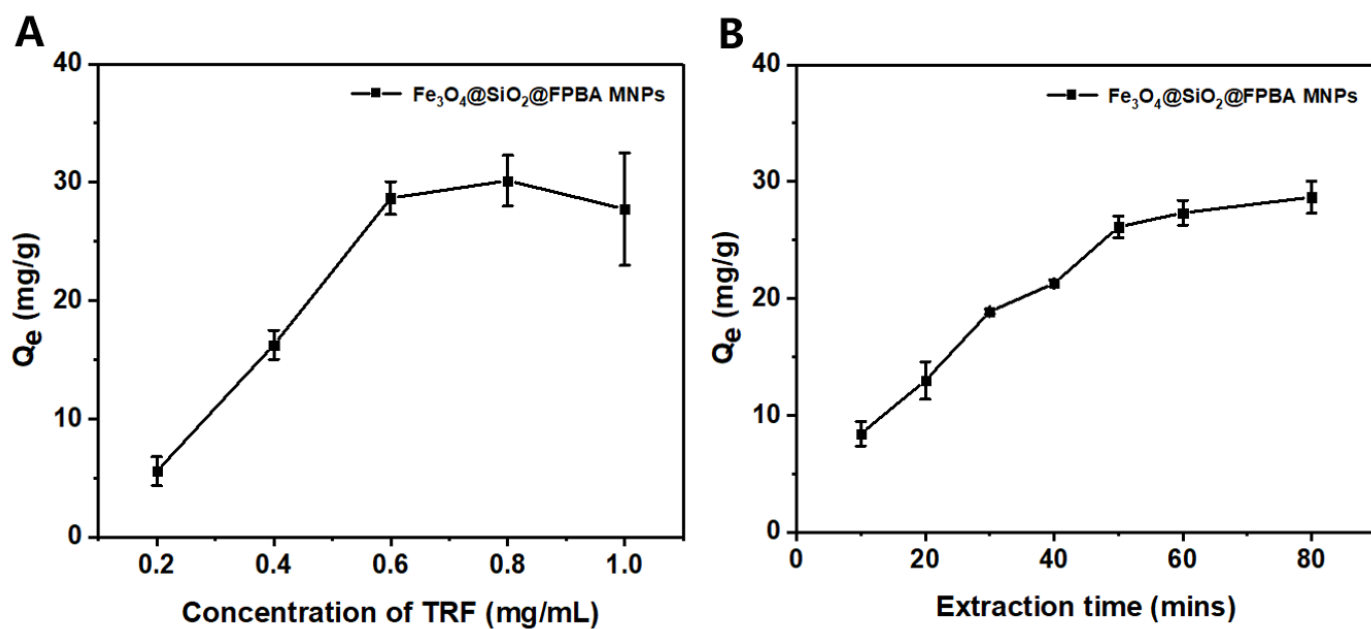 A
40
30
20
10
0
Qe (mg/g)
Fe3O4@SiO2@FPBA MNPs
0.2 0.4 0.6 0.8 1.0
Concentration of TRF (mg/mL)
B
40
30
20
10
0
Qe (mg/g)
Fe3O4@SiO2@FPBA MNPs
0 20 40 60 80
Extraction time (mins)